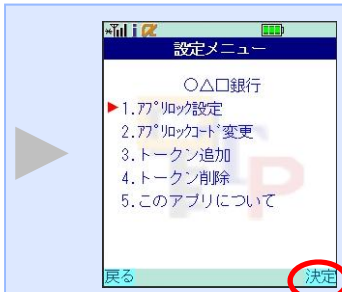 設定メニュー
○△□銀行
1.ｱﾌﾟﾘﾛｯｸ設定
2.ｱﾌﾟﾘﾛｯｸｺｰﾄﾞ変更
3.トークン追加
4.トークン削除
5.このアプリについて
戻る 決定